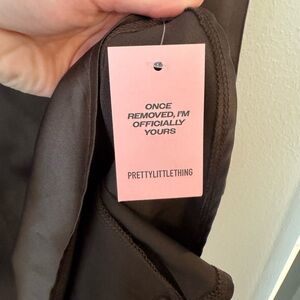 ONCE
REMOVED, I'M
OFFICIALLY
YOURS
PRETTYLITTLETHING